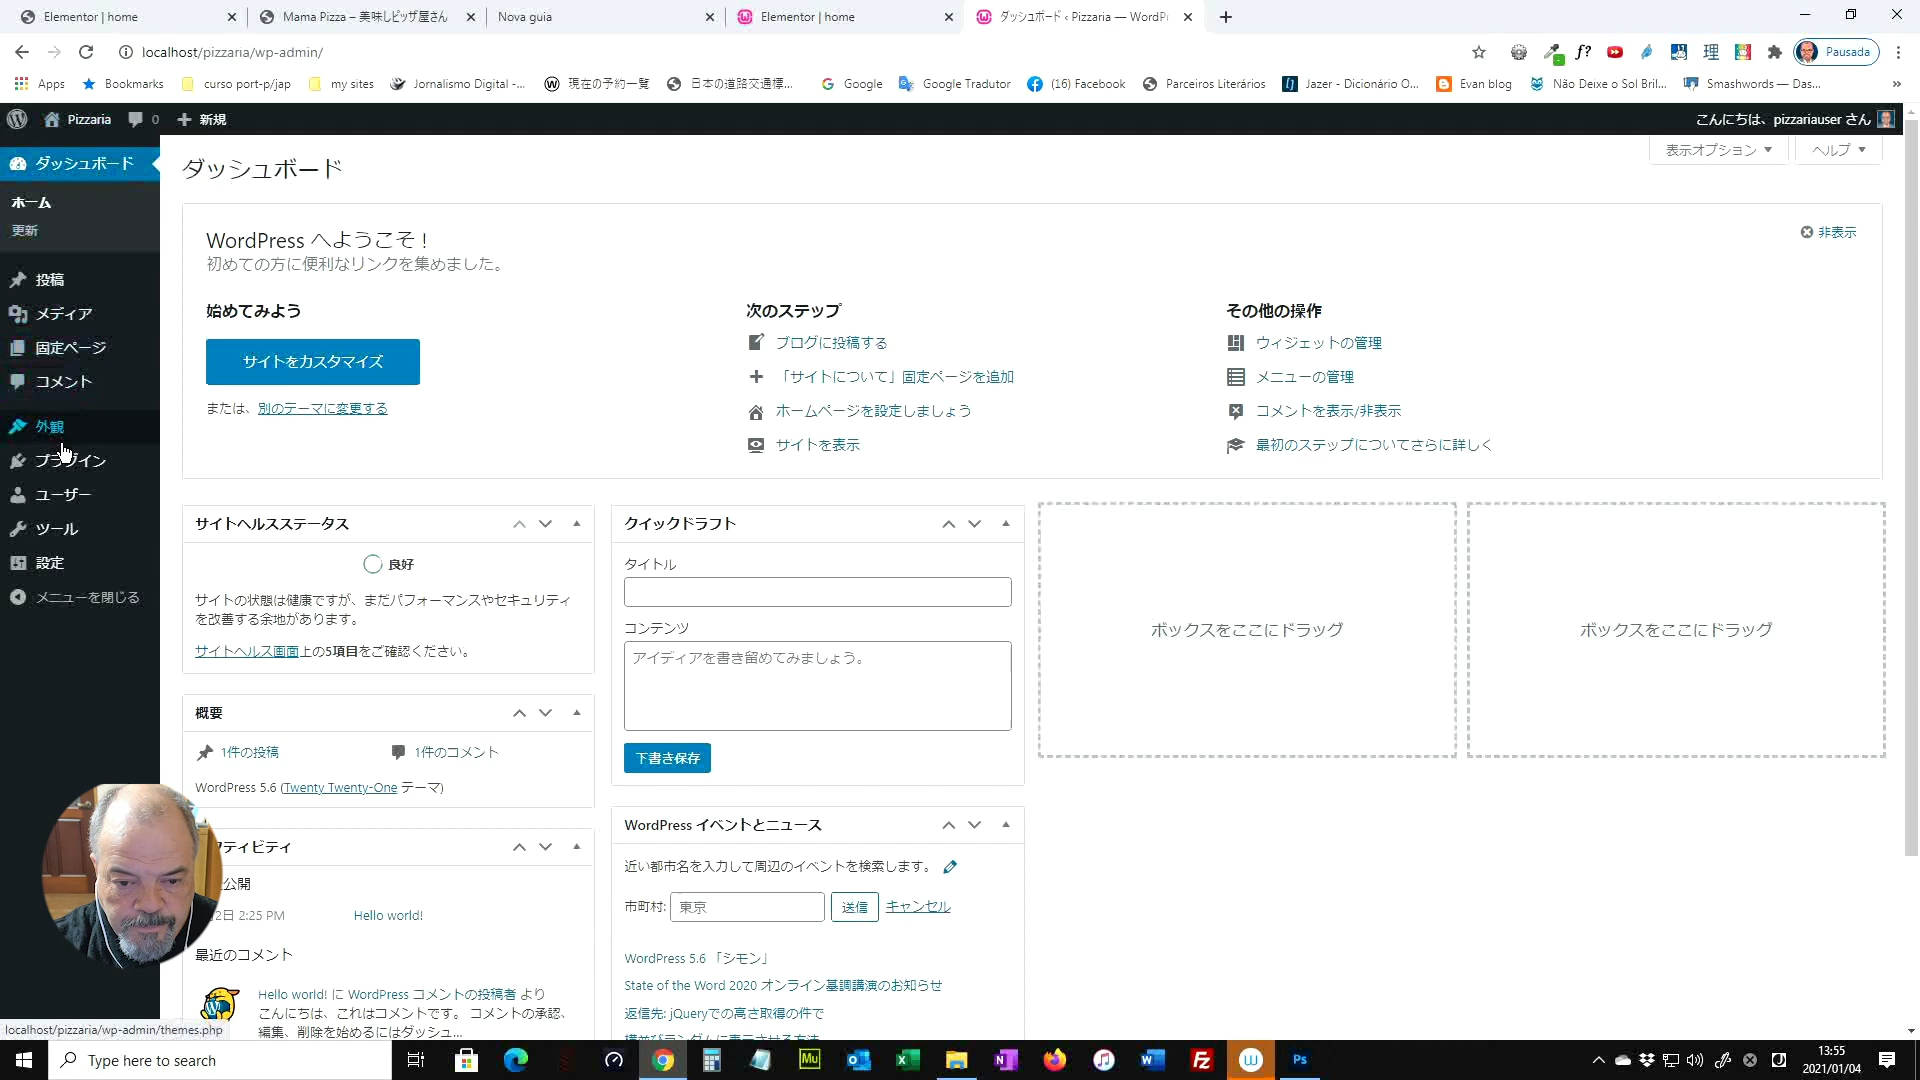 Elementor | home
Mama Pizza – 美味しピッザ屋さん
Nova guia
Elementor | home
ダッシュボード ‹ Pizzaria — WordPr
localhost/pizzaria/wp-admin/
Pausada
Apps
Bookmarks
curso port-p/jap
my sites
Jornalismo Digital -...
現在の予約一覧
日本の道路交通標...
Google
Google Tradutor
(16) Facebook
Parceiros Literários
Jazer - Dicionário O...
Evan blog
Não Deixe o Sol Bril...
Smashwords — Das...
Pizzaria
0
新規
こんにちは、pizzariauser さん
ダッシュボード
ホーム
更新
投稿
メディア
固定ページ
コメント
外観
プラグイン
ユーザー
ツール
設定
メニューを閉じる
ダッシュボード
表示オプション
ヘルプ
WordPress へようこそ !
初めての方に便利なリンクを集めました。
非表示
始めてみよう
サイトをカスタマイズ
または、別のテーマに変更する
次のステップ
ブログに投稿する
「サイトについて」固定ページを追加
ホームページを設定しましょう
サイトを表示
その他の操作
ウィジェットの管理
メニューの管理
コメントを表示/非表示
最初のステップについてさらに詳しく
サイトヘルスステータス
良好
サイトの状態は健康ですが、まだパフォーマンスやセキュリティ
を改善する余地があります。
サイトヘルス画面上の5項目をご確認ください。
概要
1件の投稿
1件のコメント
WordPress 5.6 (Twenty Twenty-One テーマ)
クティビティ
公開
2日 2:25 PM
Hello world!
最近のコメント
Hello world! に WordPress コメントの投稿者 より
こんにちは、これはコメントです。 コメントの承認、
編集、削除を始めるにはダッシュ...
クイックドラフト
タイトル
コンテンツ
アイディアを書き留めてみましょう。
下書き保存
WordPress イベントとニュース
近い都市名を入力して周辺のイベントを検索します。
市町村:
東京
送信
キャンセル
WordPress 5.6 「シモン」
State of the Word 2020 オンライン基調講演のお知らせ
返信先: jQueryでの高さ取得の件で
ボックスをここにドラッグ
ボックスをここにドラッグ
localhost/pizzaria/wp-admin/themes.php
Type here to search
13:55
2021/01/04